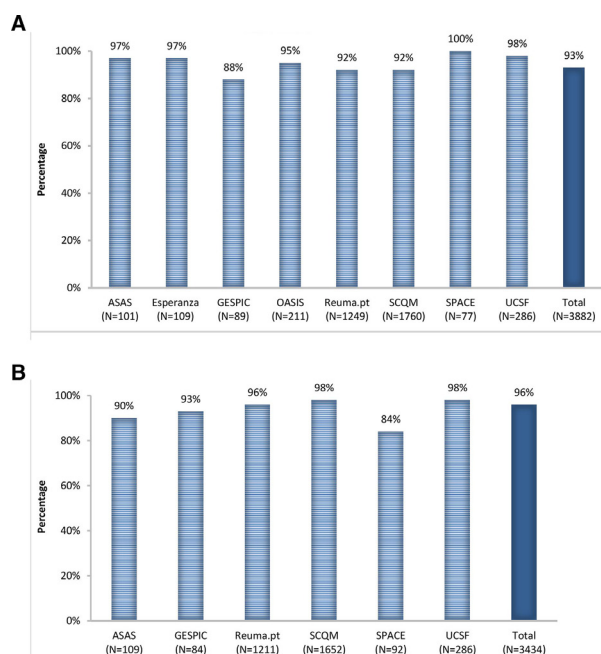 A
97% 97% 88% 95% 92% 92% 100% 98% 93%
100%
80%
60%
40%
20%
0%
Percentage
ASAS Esperanza GESPIC OASIS Reuma.pt SCQM SPACE UCSF Total
(N=101) (N=109) (N=89) (N=211) (N=1249) (N=1760) (N=77) (N=286) (N=3882)
B
90% 93% 96% 98% 84% 98% 96%
100%
80%
60%
40%
20%
0%
Percentage
ASAS GESPIC Reuma.pt SCQM SPACE UCSF Total
(N=109) (N=84) (N=1211) (N=1652) (N=92) (N=286) (N=3434)